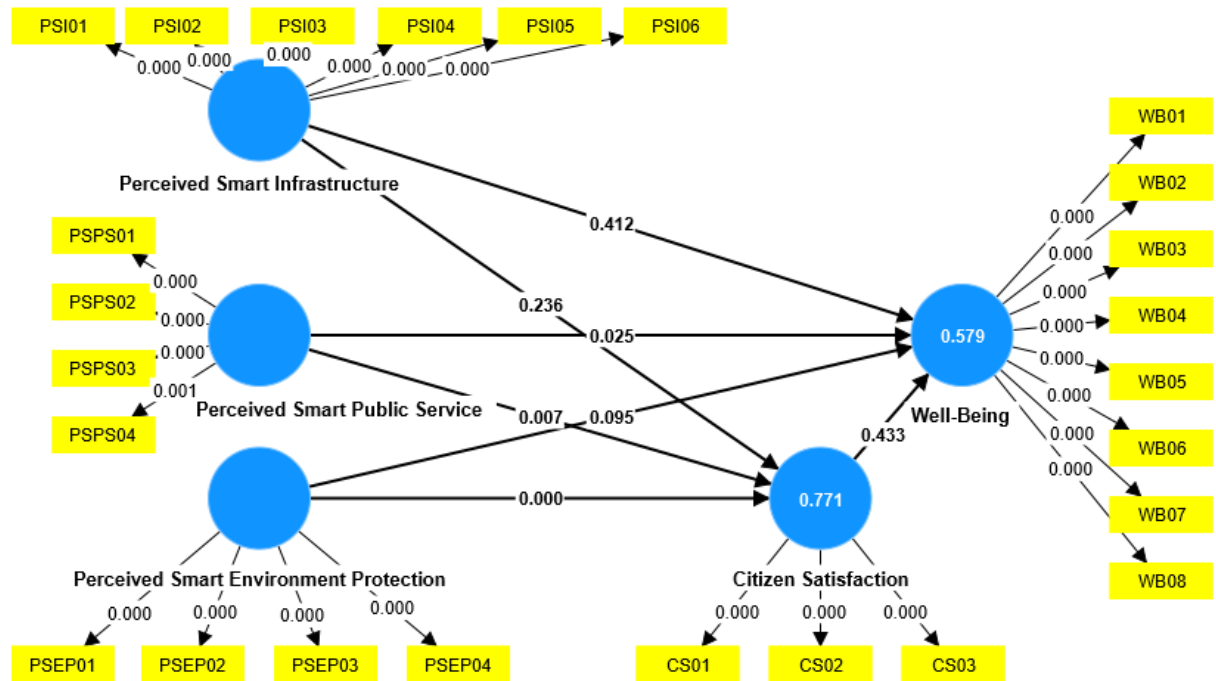 PSI01 PSI02 PSI03 PSI04 PSI05 PSI06
0.000 0.000 0.000 0.000 0.000 0.000
Perceived Smart Infrastructure
PSPS01
0.000
PSPS02
0.000
PSPS03
0.000
0.001
PSPS04
Perceived Smart Public Service
Perceived Smart Environment Protection
0.000 0.000 0.000 0.000
PSEP01 PSEP02 PSEP03 PSEP04
0.412
0.236
0.025
0.007
0.095
0.000
0.433
0.771
Citizen Satisfaction
0.000 0.000 0.000
CS01 CS02 CS03
0.579
Well-Being
WB01
0.000
WB02
0.000
WB03
0.000
WB04
0.000
WB05
0.000
WB06
0.000
WB07
0.000
WB08
0.000